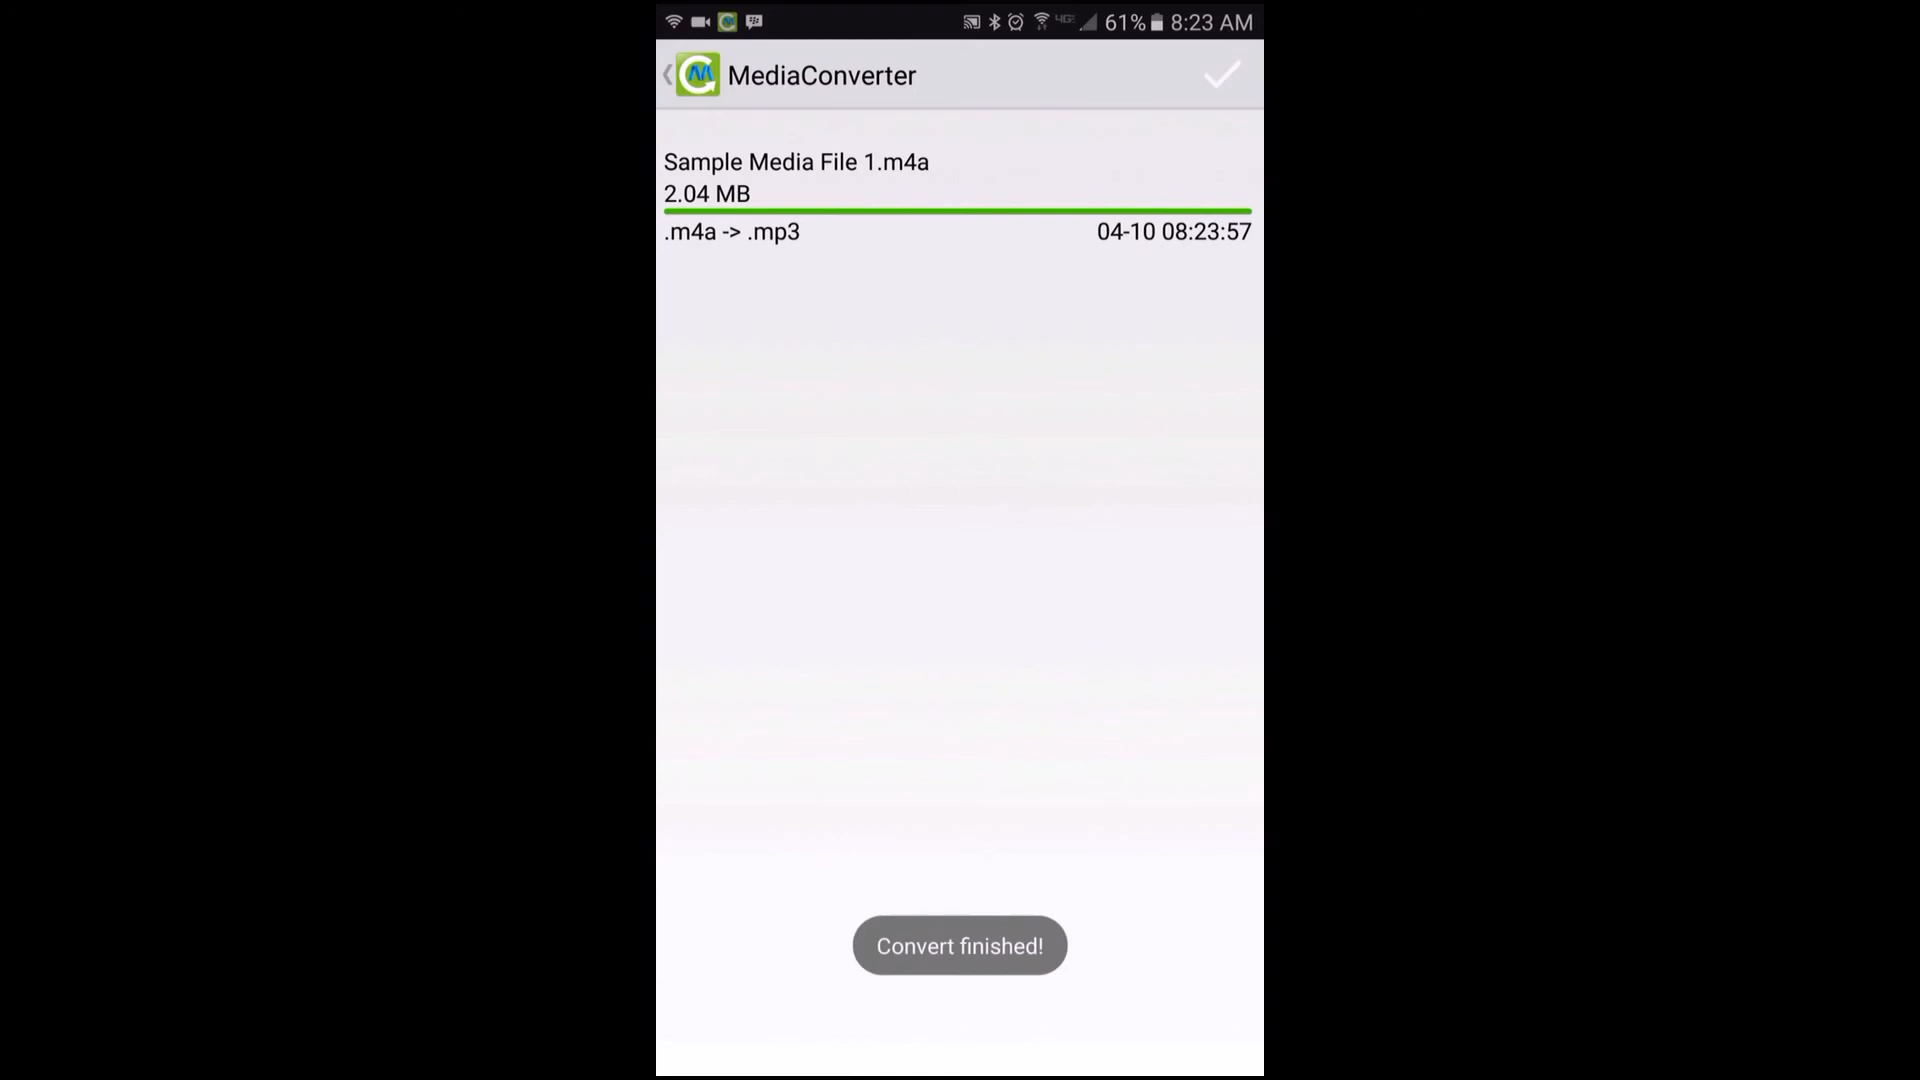 4G 61% 8:23 AM
MediaConverter
Sample Media File 1.m4a
2.04 MB
.m4a -> .mp3 04-10 08:23:57
Convert finished!